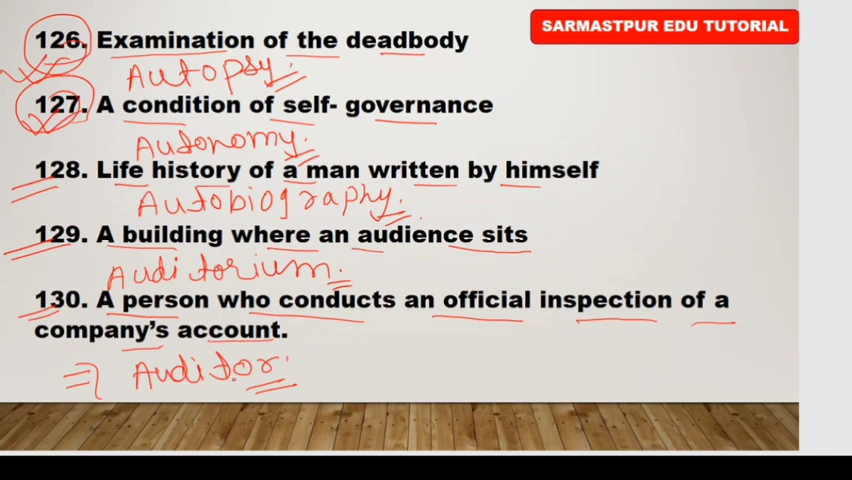 SARMASTPUR EDU TUTORIAL
126. Examination of the deadbody
Autopsy.
127. A condition of self- governance
Autonomy.
128. Life history of a man written by himself
Autobiography.
129. A building where an audience sits
Auditorium.
130. A person who conducts an official inspection of a
company's account.
⇒ Auditor.